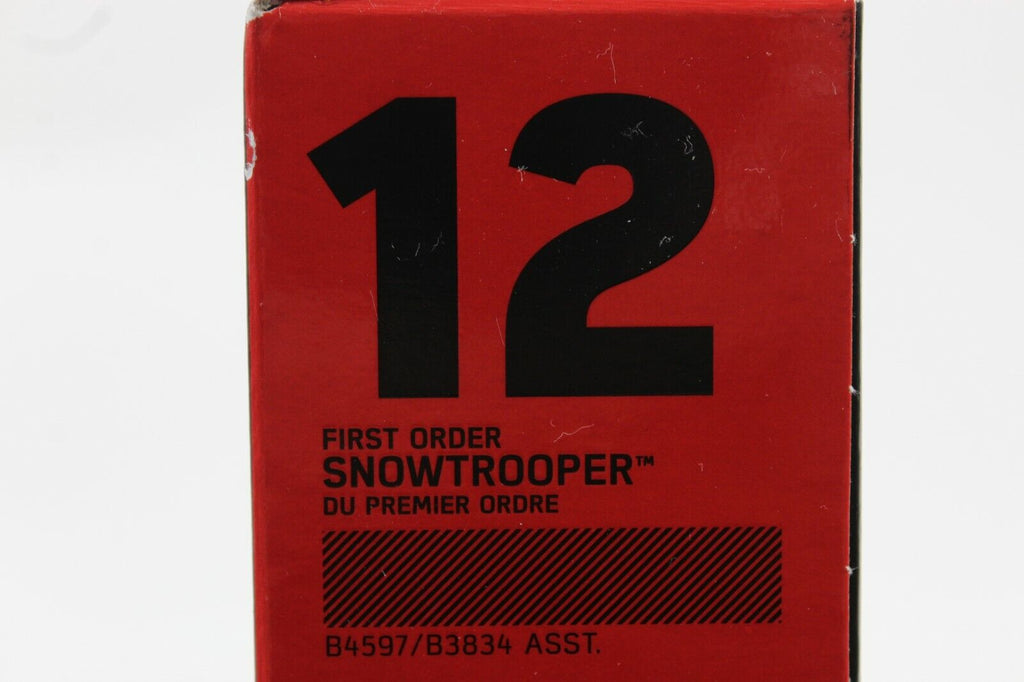 12
FIRST ORDER
SNOWTROOPER™
DU PREMIER ORDRE
B4597/B3834 ASST.